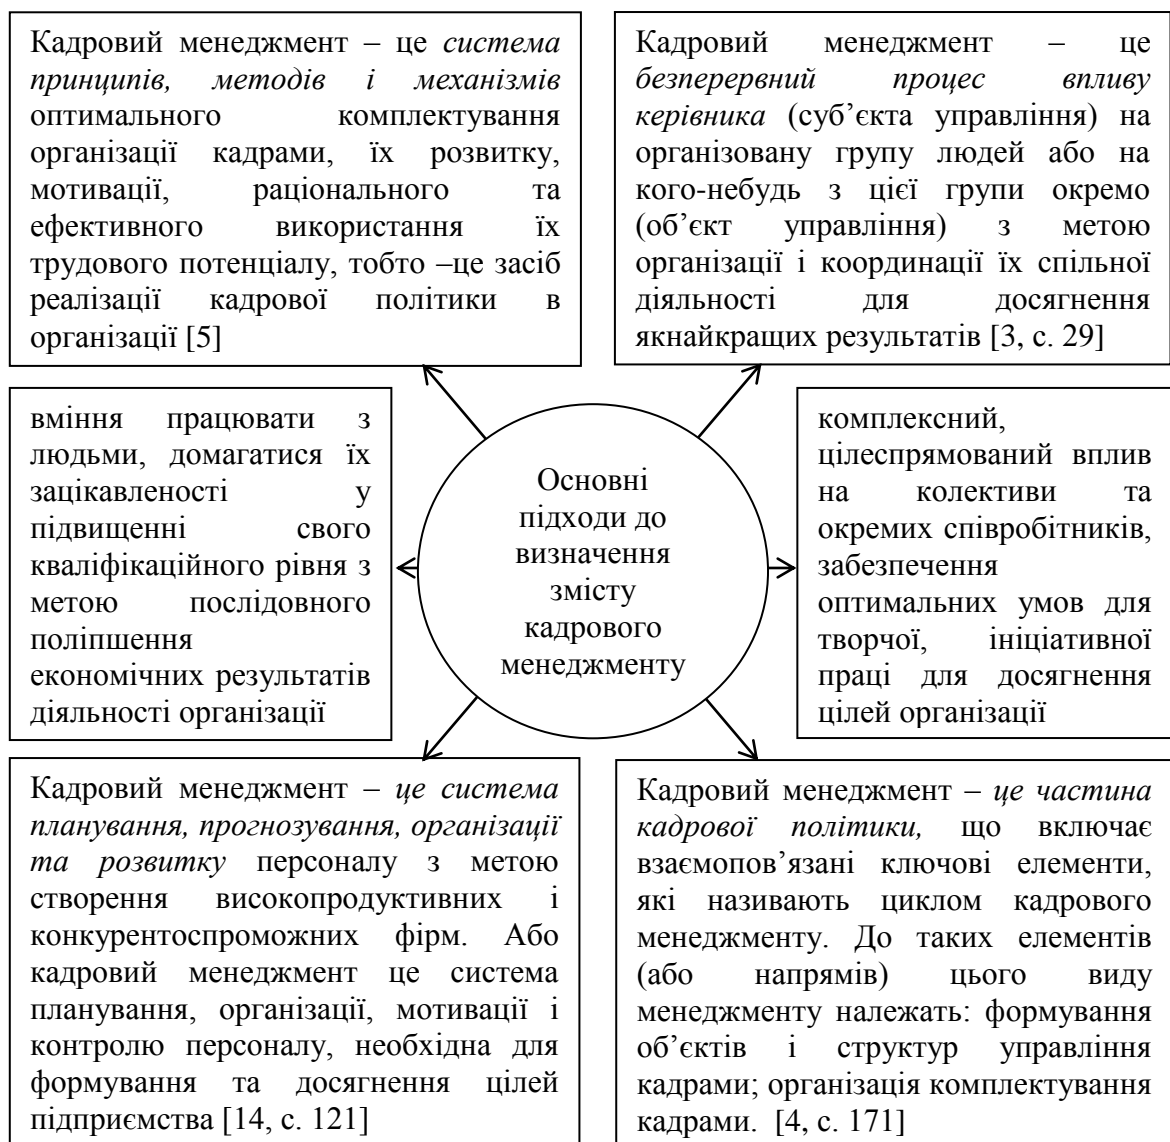 Кадровий менеджмент – це система
принципів, методів і механізмів
оптимального комплектування
організації кадрами, їх розвитку,
мотивації, раціонального та
ефективного використання їх
трудового потенціалу, тобто –це засіб
реалізації кадрової політики в
організації [5]
Кадровий менеджмент – це
безперервний процес впливу
керівника (суб’єкта управління) на
організовану групу людей або на
кого-небудь з цієї групи окремо
(об’єкт управління) з метою
організації і координації їх спільної
діяльності для досягнення
якнайкращих результатів [3, с. 29]
вміння працювати з
людьми, домагатися їх
зацікавленості у
підвищенні свого
кваліфікаційного рівня з
метою послідовного
поліпшення
економічних результатів
діяльності організації
Основні
підходи до
визначення
змісту
кадрового
менеджменту
комплексний,
цілеспрямований вплив
на колективи та
окремих співробітників,
забезпечення
оптимальних умов для
творчої, ініціативної
праці для досягнення
цілей організації
Кадровий менеджмент – це система
планування, прогнозування, організації
та розвитку персоналу з метою
створення високопродуктивних і
конкурентоспроможних фірм. Або
кадровий менеджмент це система
планування, організації, мотивації і
контролю персоналу, необхідна для
формування та досягнення цілей
підприємства [14, с. 121]
Кадровий менеджмент – це частина
кадрової політики, що включає
взаємопов’язані ключові елементи,
які називають циклом кадрового
менеджменту. До таких елементів
(або напрямів) цього виду
менеджменту належать: формування
об’єктів і структур управління
кадрами; організація комплектування
кадрами. [4, с. 171]